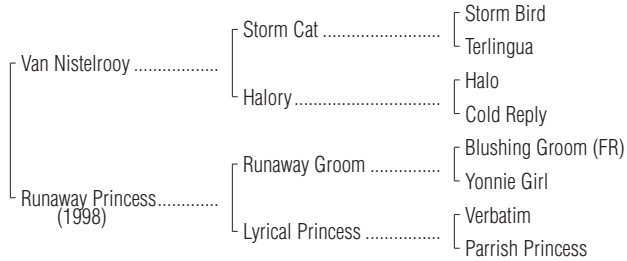 Storm Bird
Storm Cat ........................
Terlingua
Van Nistelrooy .................
Halo
Halory ..............................
Cold Reply
Blushing Groom (FR)
Runaway Groom ..............
Yonnie Girl
Runaway Princess.............
(1998)
Verbatim
Lyrical Princess ...............
Parrish Princess